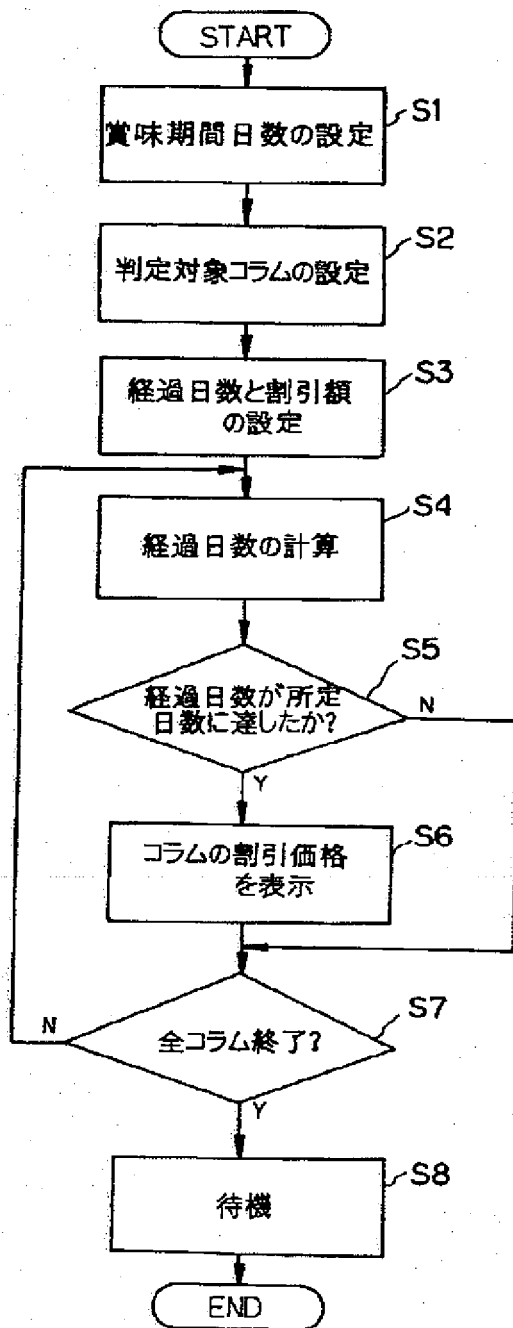 START
S1
賞味期間日数の設定
S2
判定対象コラムの設定
S3
経過日数と割引額
の設定
S4
経過日数の計算
S5
経過日数が所定
日数に達したか?
N
Y
S6
コラムの割引価格
を表示
S7
N
全コラム終了?
Y
S8
待機
END